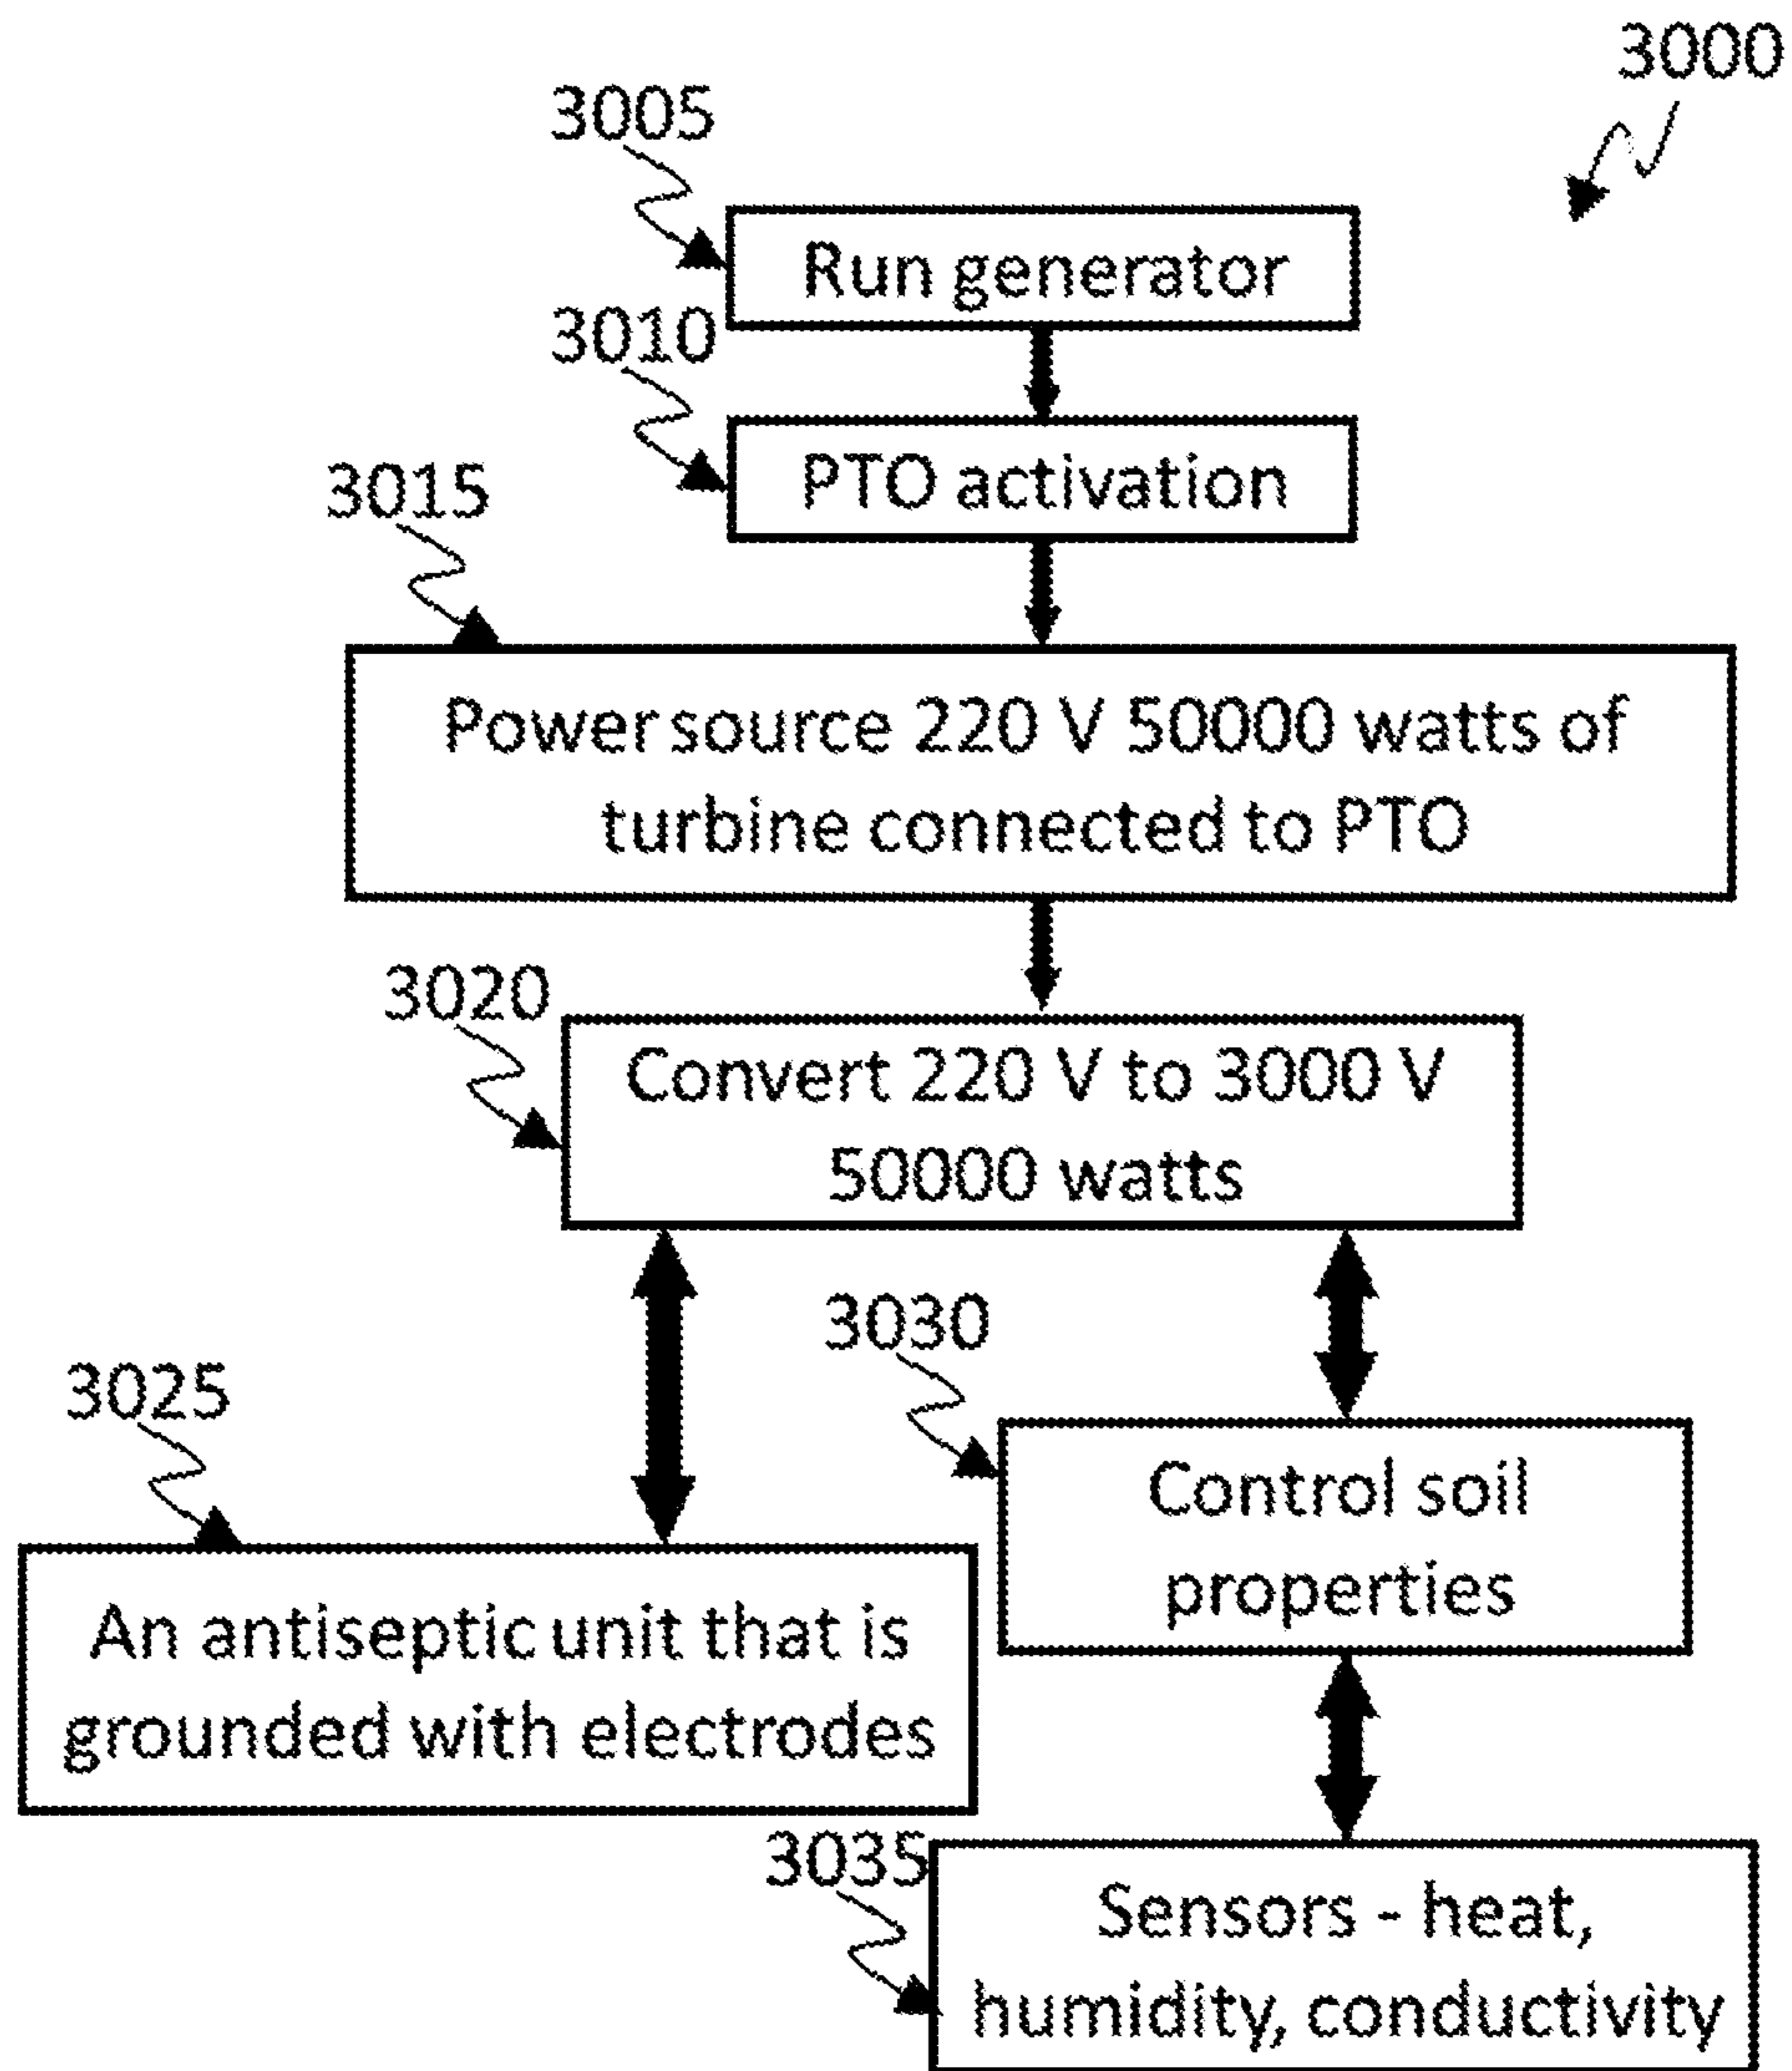 3000
3005
Run generator
3010
PTO activation
3015
Power source 220 V 50000 watts of
turbine connected to PTO
3020
Convert 220 V to 3000 V
50000 watts
3030
3025
Control soil
properties
An antiseptic unit that is
grounded with electrodes
3035
Sensors - heat,
humidity, conductivity